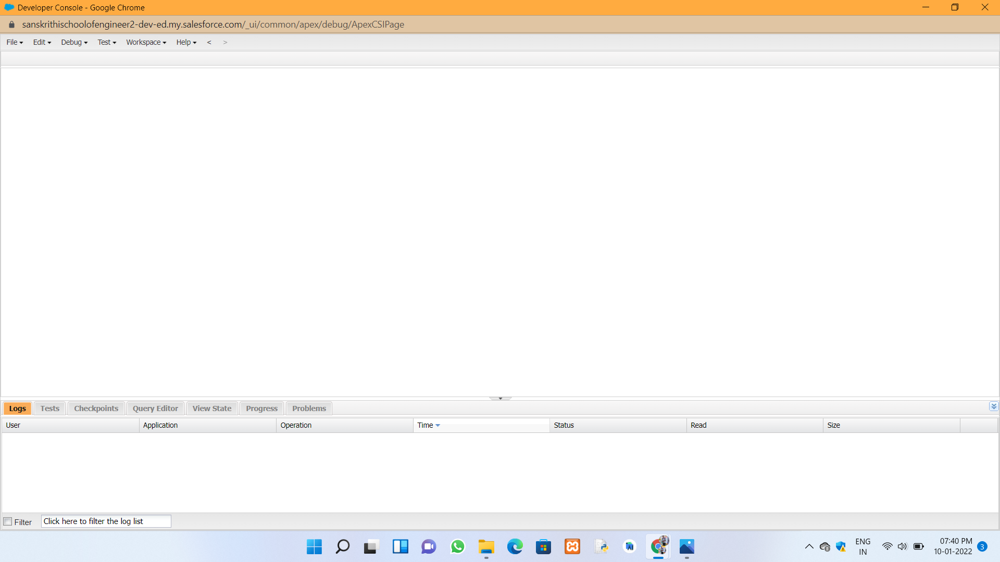 Developer Console - Google Chrome
sanskrithischoolofengineer2-dev-ed.my.salesforce.com/_ui/common/apex/debug/ApexCSIPage
File Edit Debug Test Workspace Help < >
Logs Tests Checkpoints Query Editor View State Progress Problems
User Application Operation Time Status Read Size
Filter Click here to filter the log list
ENG 07:40 PM
IN 10-01-2022 3